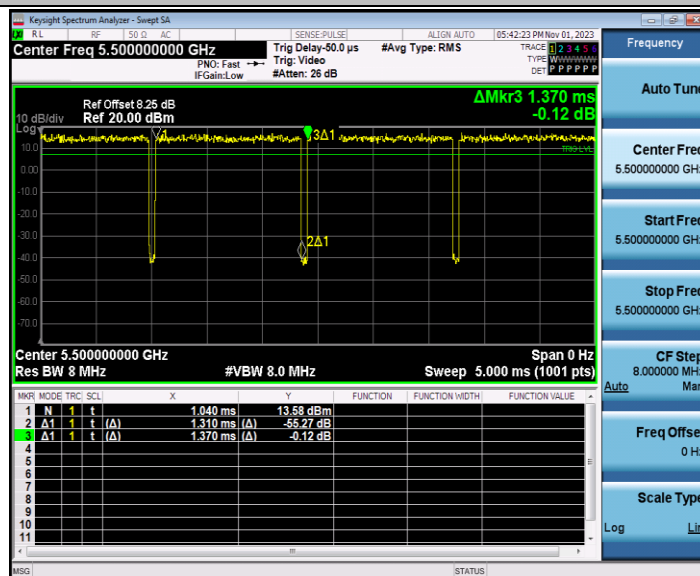 Keysight Spectrum Analyzer - Swept SA
RL RF 50 Ω AC SENSE:PULSE ALIGN AUTO 05:42:23 PM Nov 01, 2023
Center Freq 5.500000000 GHz
PNO: Fast
IFGain:Low
Trig Delay-50.0 µs
Trig: Video
#Atten: 26 dB
#Avg Type: RMS
TRACE 1 2 3 4 5 6
TYPE WWWWWW
DET P P P P P P
Ref Offset 8.25 dB
10 dB/div Ref 20.00 dBm
Log
ΔMkr3 1.370 ms
-0.12 dB
1
3Δ1
TRIG LVL
2Δ1
10.0
0.00
-10.0
-20.0
-30.0
-40.0
-50.0
-60.0
-70.0
Center 5.500000000 GHz Span 0 Hz
Res BW 8 MHz #VBW 8.0 MHz Sweep 5.000 ms (1001 pts)
MKR MODE TRC SCL X Y FUNCTION FUNCTION WIDTH FUNCTION VALUE
1 N 1 t 1.040 ms 13.58 dBm
2 Δ1 1 t (Δ) 1.310 ms (Δ) -55.27 dB
3 Δ1 1 t (Δ) 1.370 ms (Δ) -0.12 dB
4
5
6
7
8
9
10
11
MSG STATUS
Frequency
Auto Tune
Center Freq
5.500000000 GHz
Start Freq
5.500000000 GHz
Stop Freq
5.500000000 GHz
CF Step
8.000000 MHz
Auto Man
Freq Offset
0 Hz
Scale Type
Log Lin